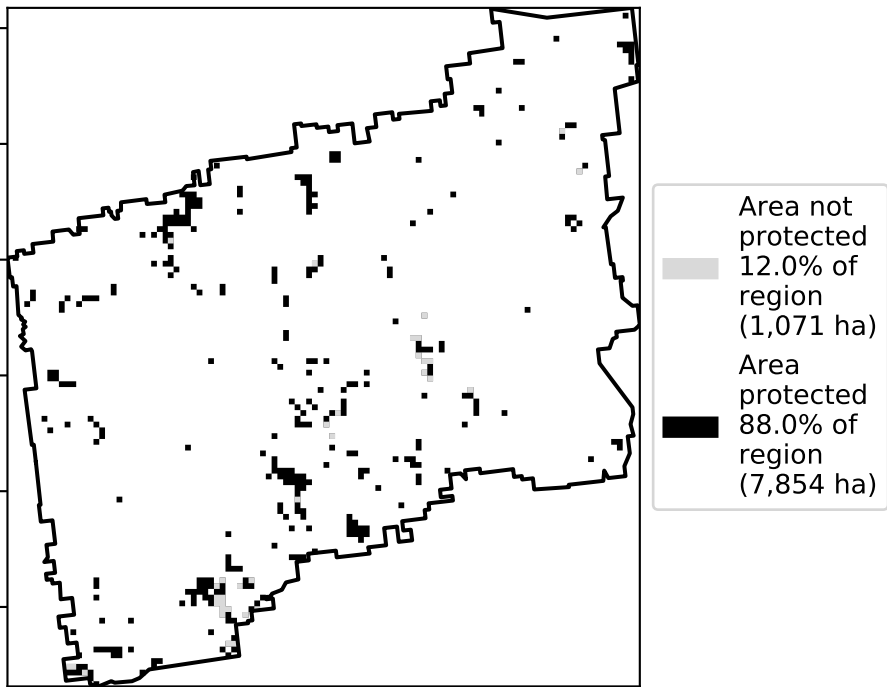 Area not
protected
12.0% of
region
(1,071 ha)
Area
protected
88.0% of
region
(7,854 ha)